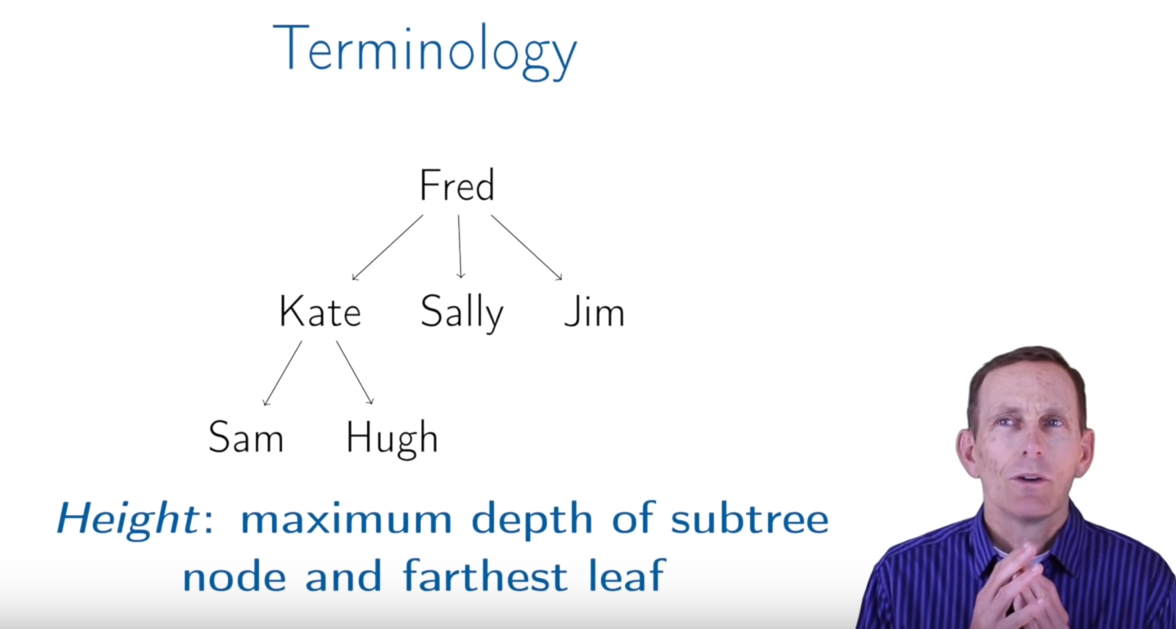 Terminology
Fred
Kate Sally Jim
Sam Hugh
Height: maximum depth of subtree
node and farthest leaf